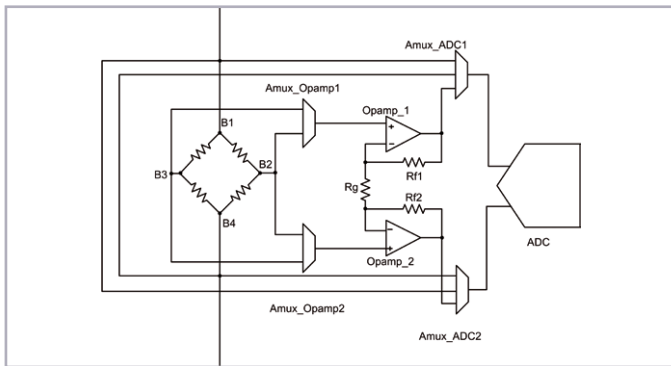 Amux_ADC1
Amux_Opamp1
Opamp_1
B1
+
B2
−
B3
Rf1
Rg
Rf2
B4
−
+
ADC
Opamp_2
Amux_Opamp2
Amux_ADC2